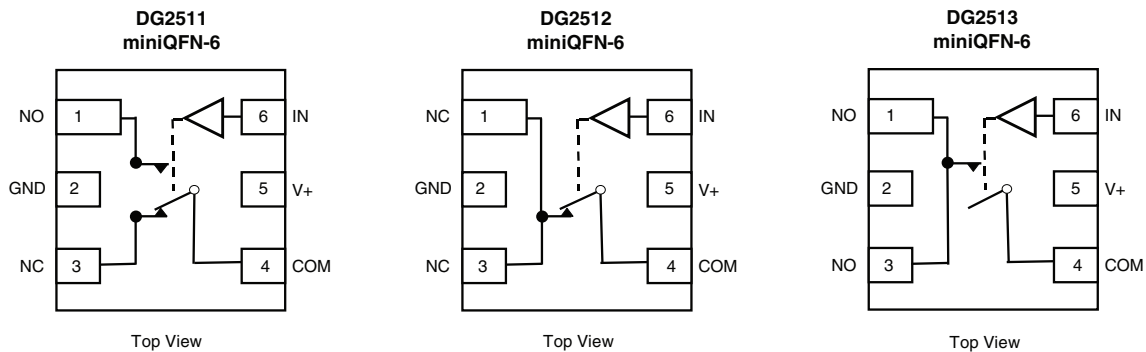 DG2511
miniQFN-6
NO
1
6
IN
GND
2
5
V+
NC
3
4
COM
Top View
DG2512
miniQFN-6
NC
1
6
IN
GND
2
5
V+
NC
3
4
COM
Top View
DG2513
miniQFN-6
NO
1
6
IN
GND
2
5
V+
NO
3
4
COM
Top View